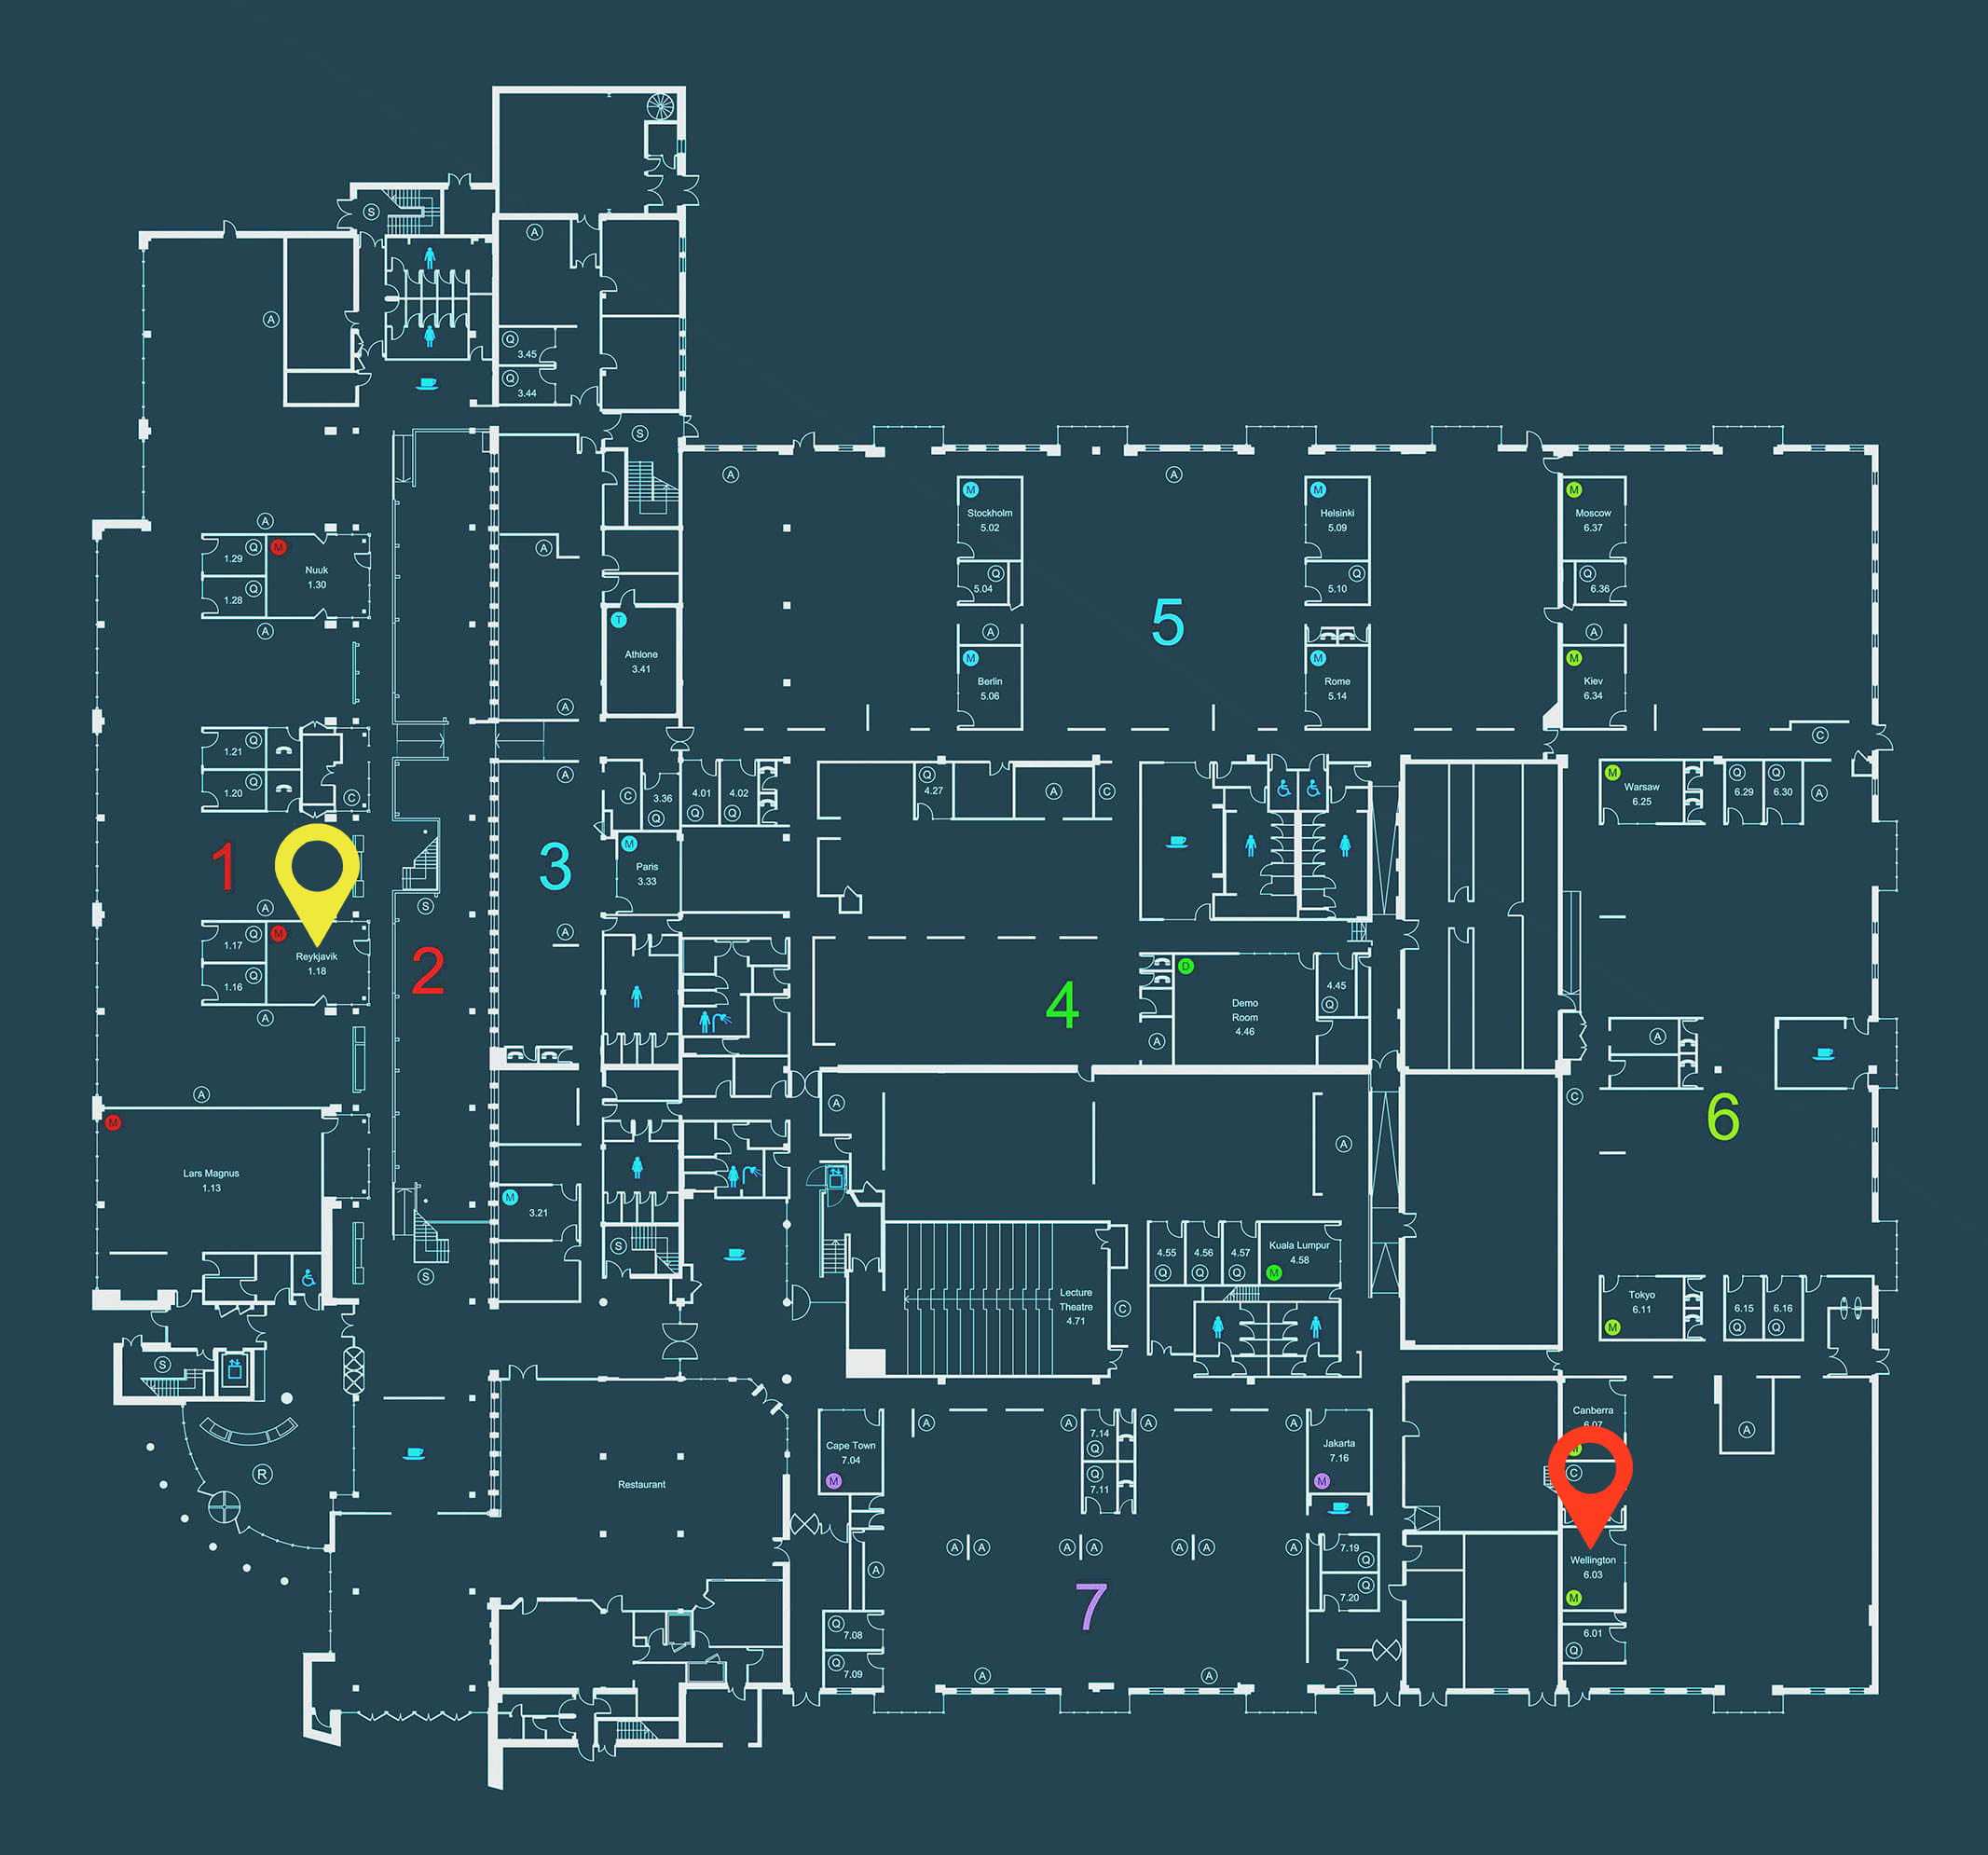 S
A
A
Q
3.45
Q
3.44
S
A
A
M
Stockholm
5.02
M
Helsinki
5.09
M
Moscow
6.37
A
1.29
Q
M
Nuuk
1.30
1.28
Q
A
A
Q
5.04
Q
5.10
Q
6.36
T
Athlone
3.41
5
A
A
M
Berlin
5.06
M
Rome
5.14
M
Kiev
6.34
A
C
1.21
Q
1.20
Q
C
A
C
3.36
Q
4.01
Q
4.02
Q
Q
4.27
A
C
M
Warsaw
6.25
Q
6.29
Q
6.30
A
1
3
M
Paris
3.33
A
S
A
1.17
Q
M
Reykjavik
1.18
1.16
Q
A
2
4
D
Demo
Room
4.46
4.45
Q
A
A
A
C
6
A
M
Lars Magnus
1.13
A
A
M
3.21
S
S
4.55
Q
4.56
Q
4.57
Q
Kuala Lumpur
4.58
M
Lecture
Theatre
4.71
C
Tokyo
6.11
M
6.15
Q
6.16
Q
S
R
Restaurant
Cape Town
7.04
M
A
A
7.14
Q
Q
7.11
A
A
Jakarta
7.16
M
Canberra
6.07
M
C
A
A
A
A
A
A
A
A
A
7.19
Q
Q
7.20
Wellington
6.03
M
7
Q
7.08
Q
7.09
6.01
Q
A
A